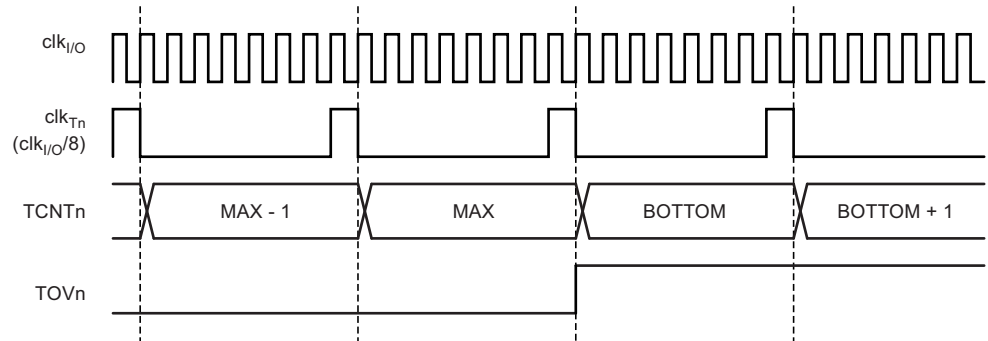 clkI/O
clkTn
(clkI/O/8)
TCNTn
MAX - 1
MAX
BOTTOM
BOTTOM + 1
TOVn